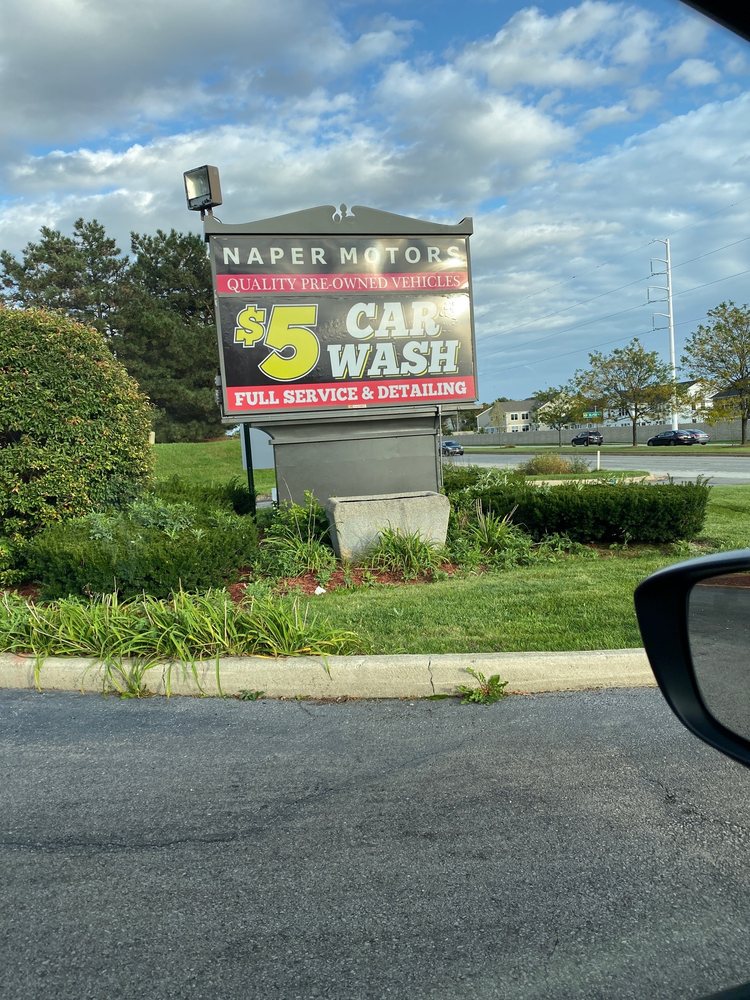 NAPER MOTORS
QUALITY PRE-OWNED VEHICLES
$5 CAR WASH
FULL SERVICE & DETAILING